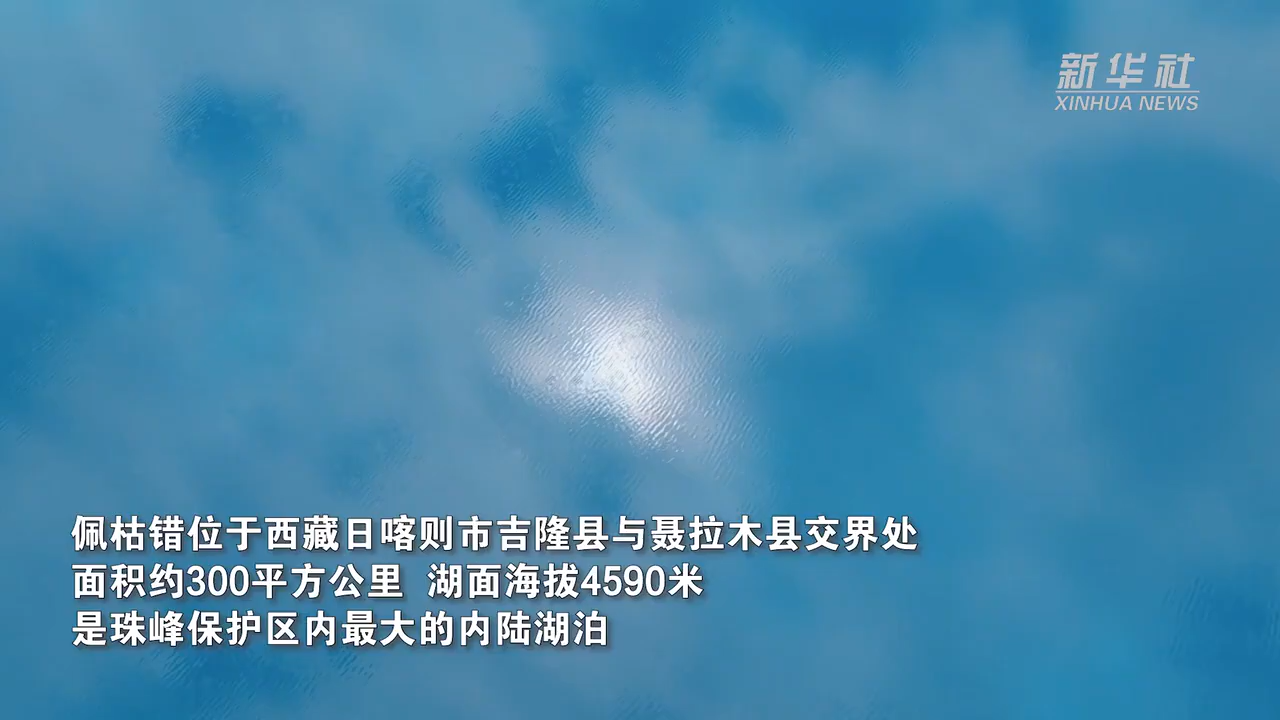 新华社
XINHUA NEWS
佩枯错位于西藏日喀则市吉隆县与聂拉木县交界处
面积约300平方公里 湖面海拔4590米
是珠峰保护区内最大的内陆湖泊